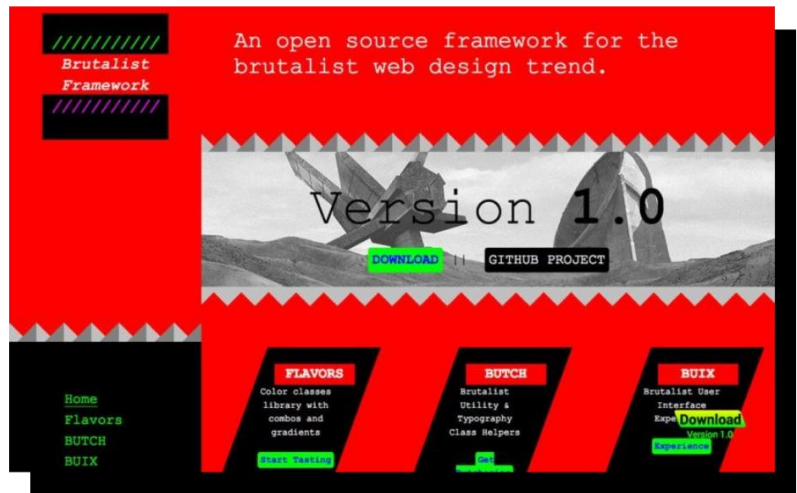 ///////////
Brutalist
Framework
///////////
An open source framework for the
brutalist web design trend.
Version 1.0
DOWNLOAD || GITHUB PROJECT
Home
Flavors
BUTCH
BUIX
FLAVORS
Color classes
library with
combos and
gradients
Start Tasting
BUTCH
Brutalist
Utility &
Typography
Class Helpers
Get
BUIX
Brutalist User
Interface
Download
Version 1.0
Experience